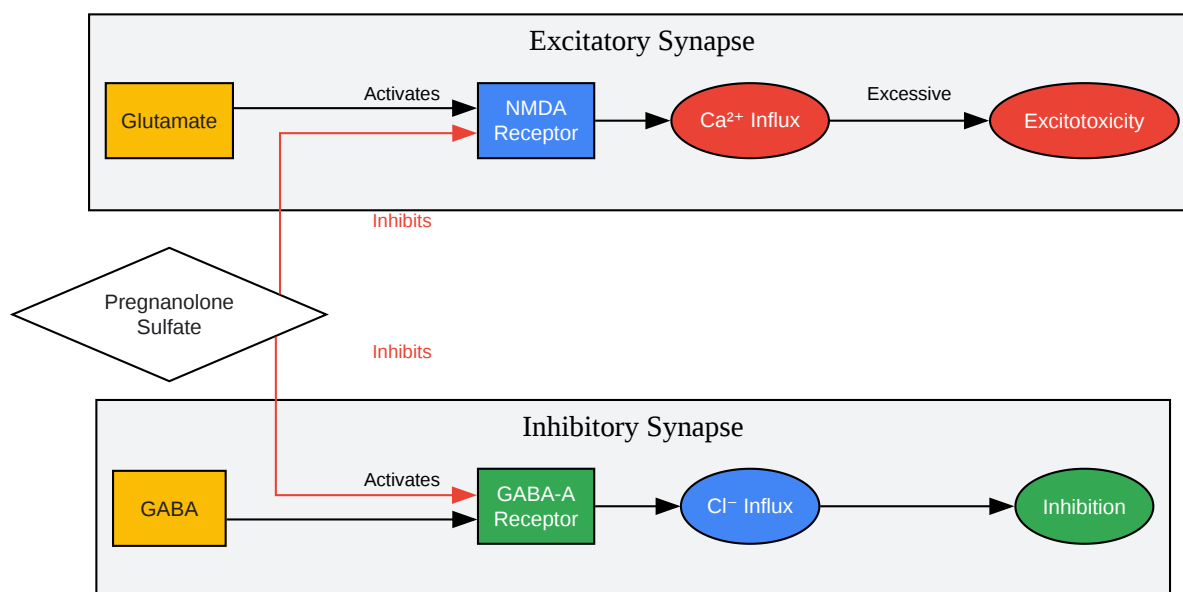 Excitatory Synapse
Glutamate
Activates
NMDA
Receptor
Ca²⁺ Influx
Excessive
Excitotoxicity
Inhibits
Pregnanolone
Sulfate
Inhibits
Inhibitory Synapse
GABA
Activates
GABA-A
Receptor
Cl⁻ Influx
Inhibition